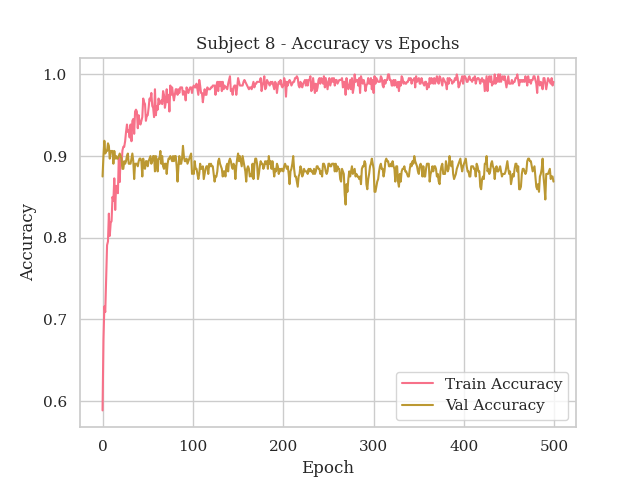 Subject 8 - Accuracy vs Epochs
Accuracy
1.0
0.9
0.8
0.7
0.6
0 100 200 300 400 500
Epoch
Train Accuracy
Val Accuracy